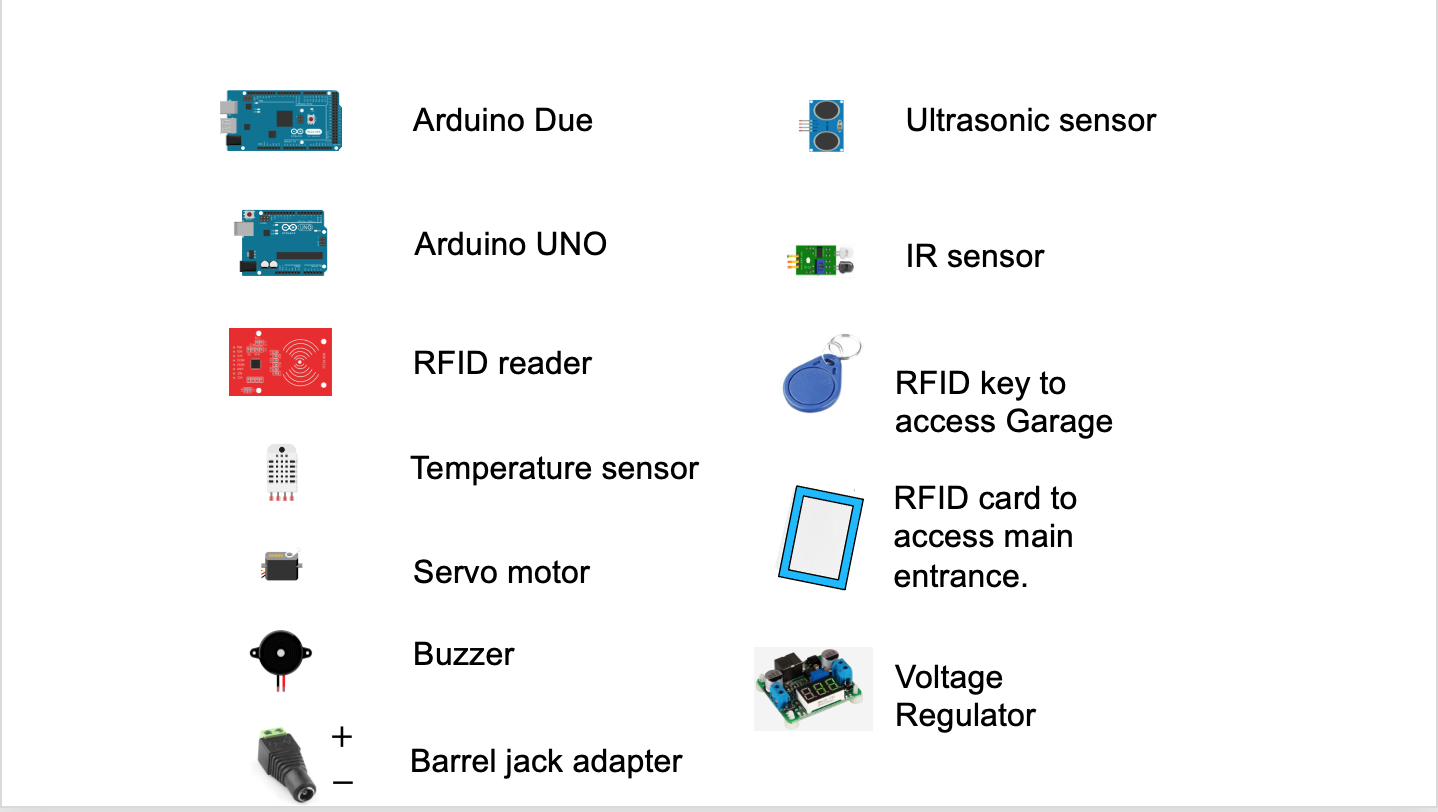 Arduino Due
Arduino UNO
UNO
RFID reader
Temperature sensor
Servo motor
Buzzer
+
−
Barrel jack adapter
Ultrasonic sensor
IR sensor
RFID key to
access Garage
RFID card to
access main
entrance.
Voltage
Regulator